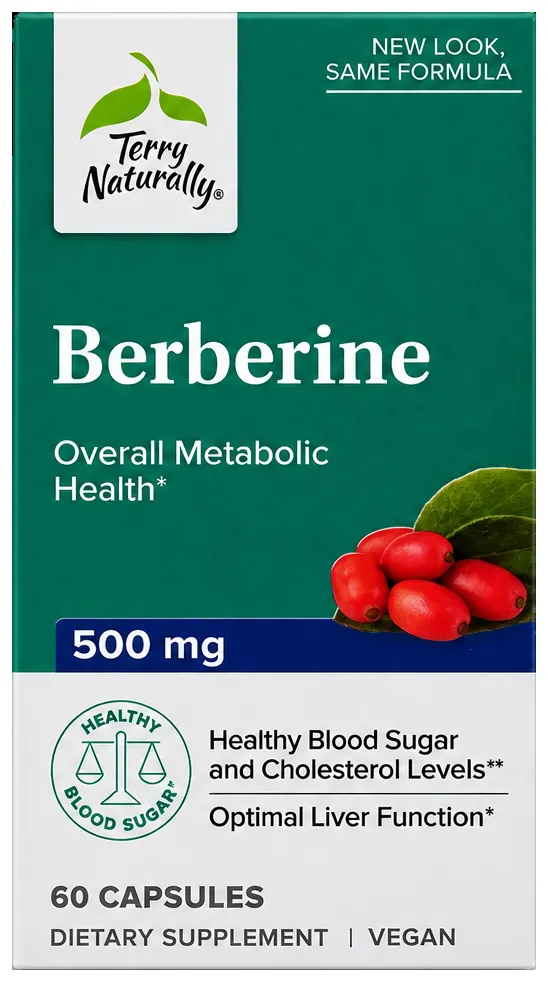 NEW LOOK,
SAME FORMULA
Terry
Naturally®
Berberine
Overall Metabolic
Health*
500 mg
HEALTHY
BLOOD SUGAR
Healthy Blood Sugar
and Cholesterol Levels**
Optimal Liver Function*
60 CAPSULES
DIETARY SUPPLEMENT | VEGAN